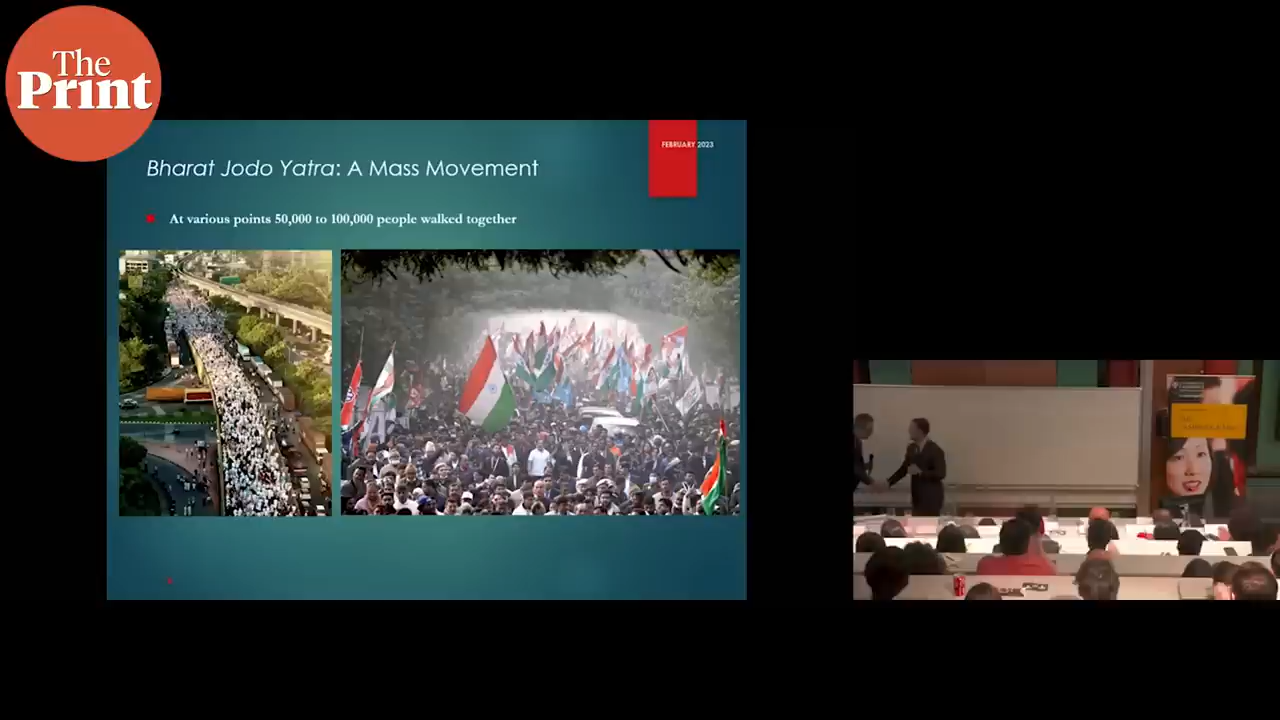 The
Print
FEBRUARY 2023
Bharat Jodo Yatra: A Mass Movement
At various points 50,000 to 100,000 people walked together